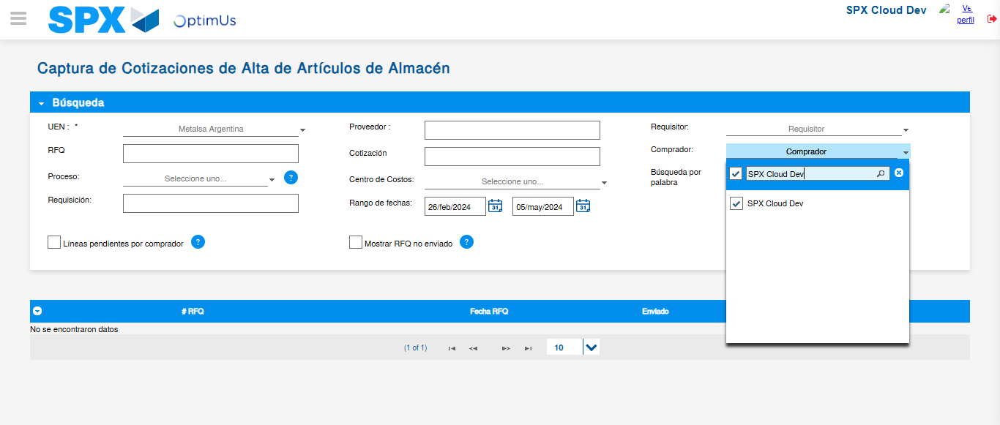 SPX OptimUs
SPX Cloud Dev
Ve
perfil
Captura de Cotizaciones de Alta de Artículos de Almacén
Búsqueda
UEN : * Metalsa Argentina
Proveedor :
Requisitor: Requisitor
RFQ
Cotización
Comprador: Comprador
Proceso: Seleccione uno... ?
Centro de Costos: Seleccione uno...
Búsqueda por
palabra
SPX Cloud Dev
Requisición:
Rango de fechas: 26/feb/2024 31 05/may/2024 31
SPX Cloud Dev
Líneas pendientes por comprador ?
Mostrar RFQ no enviado ?
# RFQ Fecha RFQ Enviado
No se encontraron datos
(1 of 1) 10